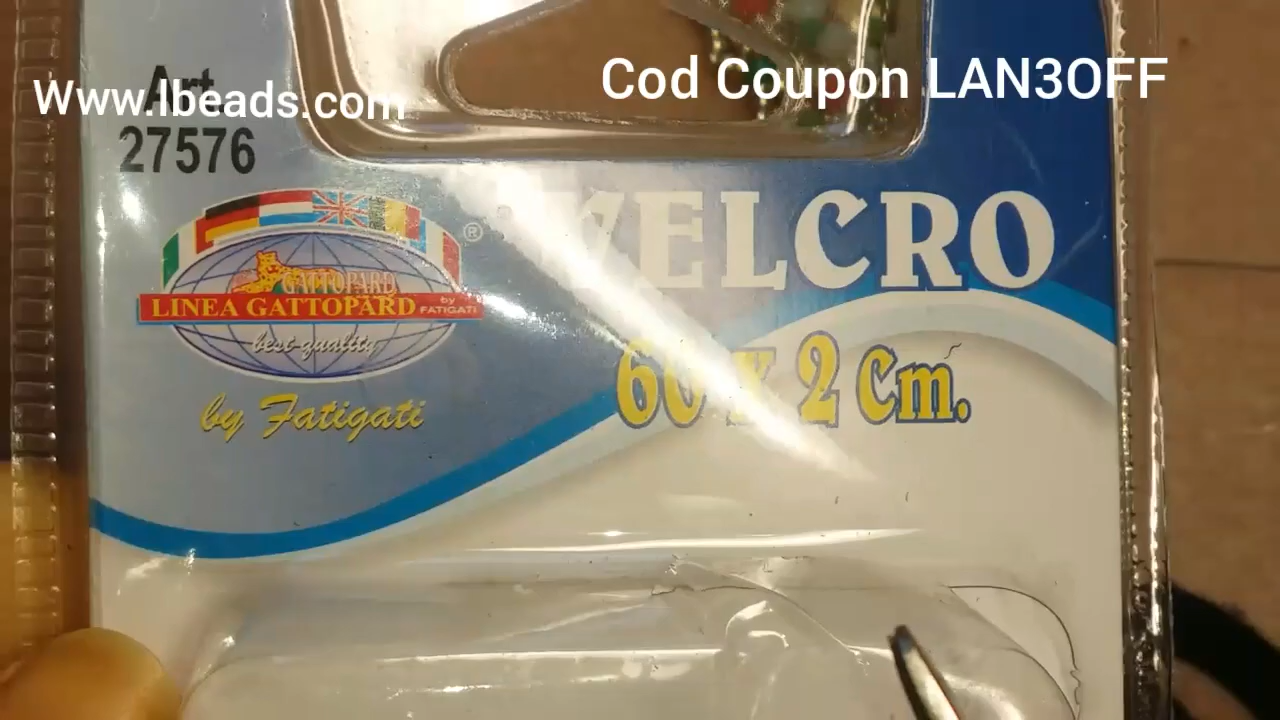 Www.lbeads.com
Cod Coupon LAN3OFF
Art.
27576
VELCRO
60 x 2 Cm.
GATTOPARD
LINEA GATTOPARD by FATIGATI
best quality
by Fatigati
®